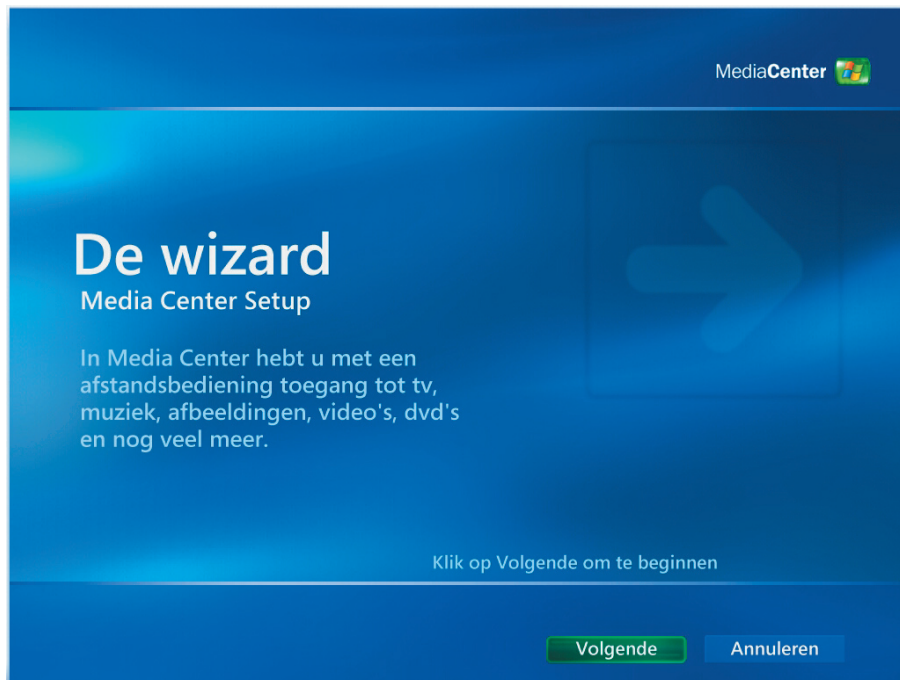 MediaCenter
De wizard
Media Center Setup
In Media Center hebt u met een
afstandsbediening toegang tot tv,
muziek, afbeeldingen, video's, dvd's
en nog veel meer.
Klik op Volgende om te beginnen
Volgende
Annuleren